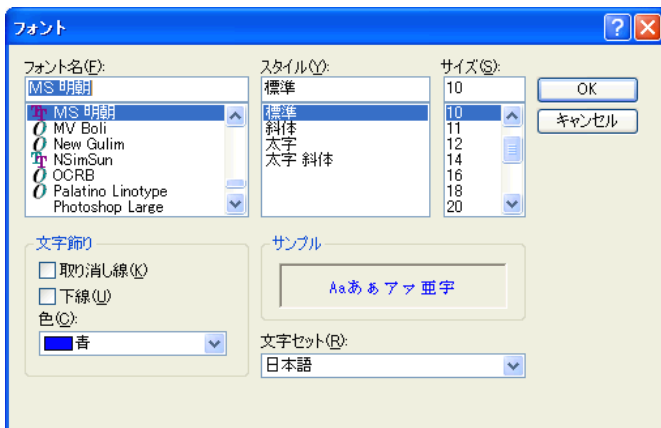 フォント
フォント名(F):
MS 明朝
MS 明朝
MV Boli
New Gulim
NSimSun
OCRB
Palatino Linotype
Photoshop Large
スタイル(Y):
標準
標準
斜体
太字
太字 斜体
サイズ(S):
10
10
11
12
14
16
18
20
OK
キャンセル
文字飾り
取り消し線(K)
下線(U)
色(C):
青
サンプル
Aaあぁアァ亜宇
文字セット(R):
日本語